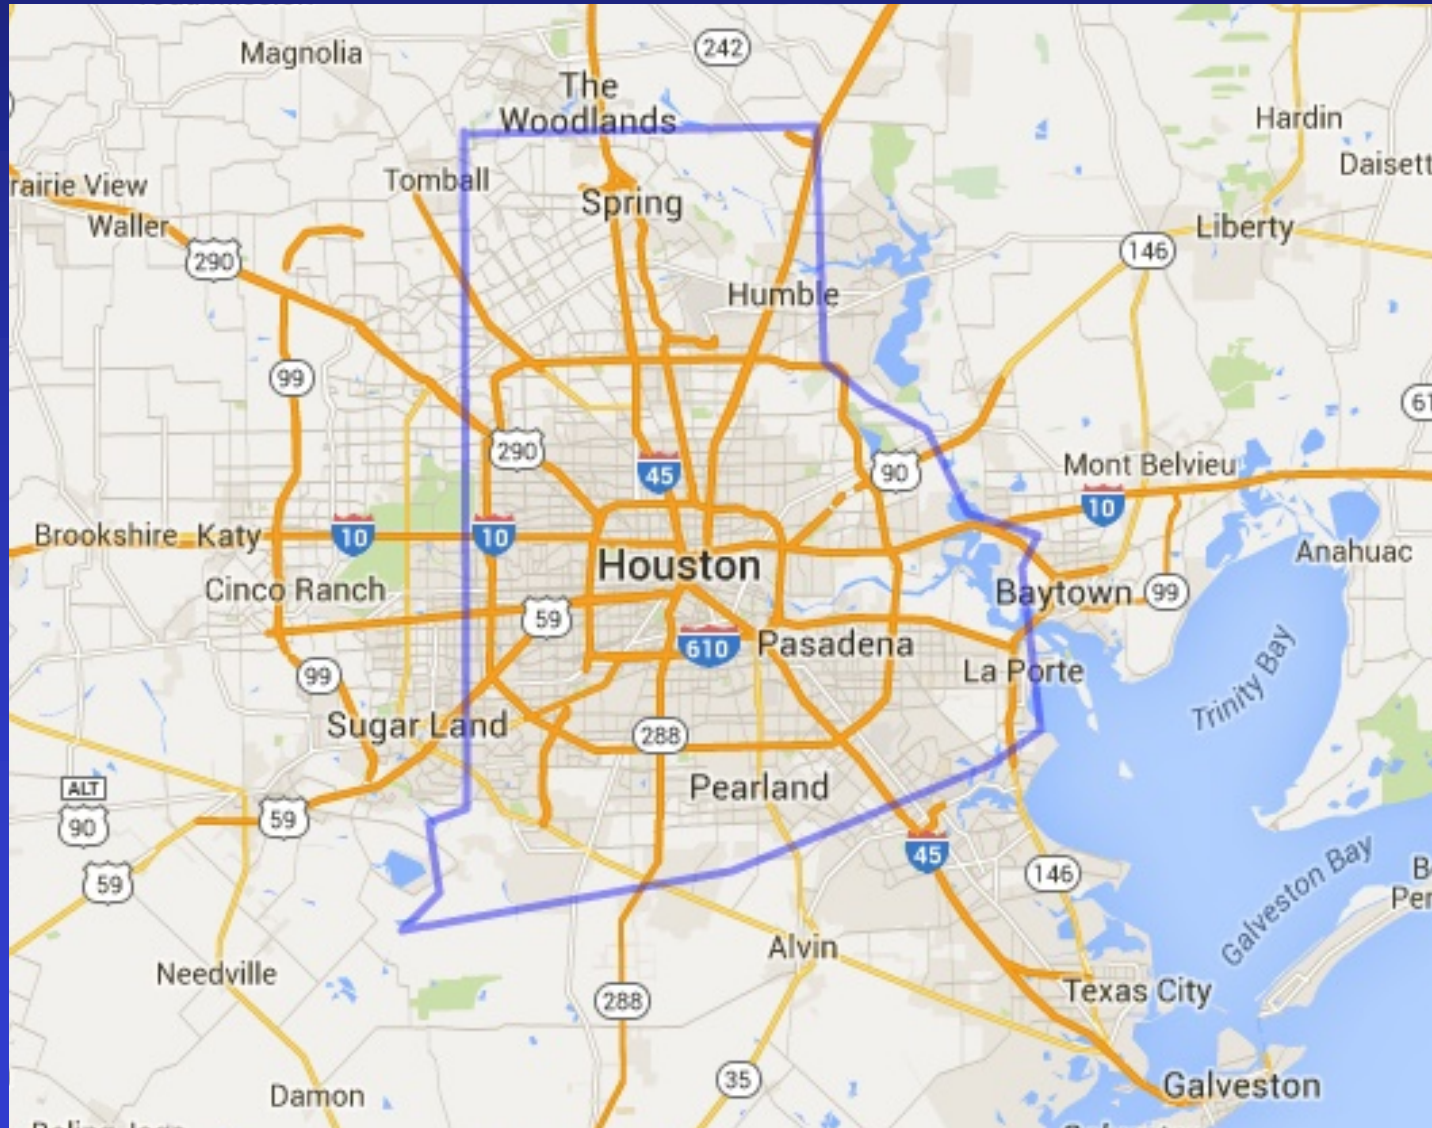 Magnolia
242
The
Woodlands
Hardin
Daisett
Tomball
rairie View
Waller
Spring
Liberty
290
146
Humble
99
61
290
45
90
Mont Belvieu
10
Brookshire
Katy
10
10
Houston
Anahuac
Cinco Ranch
59
Baytown
99
610
Pasadena
La Porte
99
Trinity Bay
Sugar Land
288
ALT
90
Pearland
59
45
59
146
Galveston Bay
Alvin
Needville
Texas City
288
35
Damon
Galveston